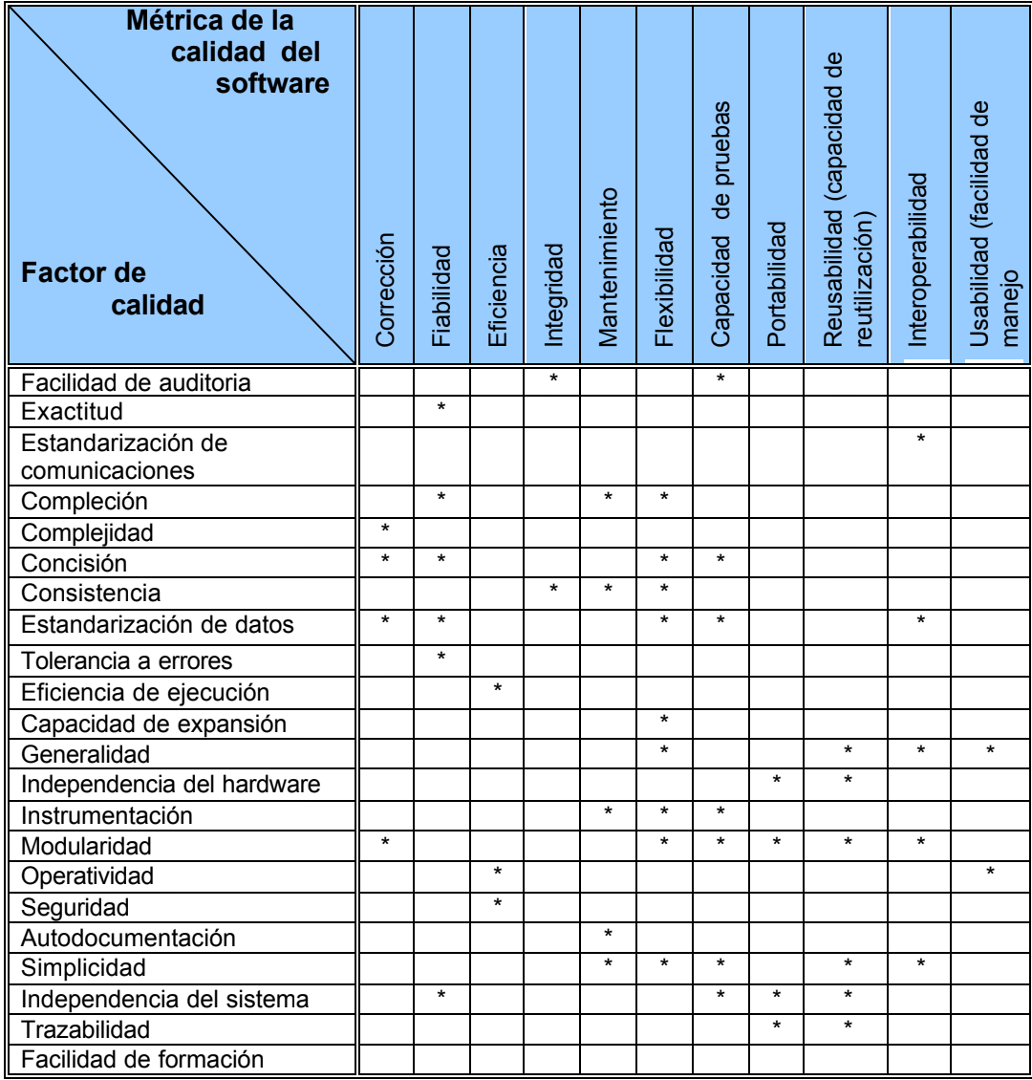 Métrica de la
calidad del
software
Factor de
calidad
Corrección
Fiabilidad
Eficiencia
Integridad
Mantenimiento
Flexibilidad
Capacidad de pruebas
Portabilidad
Reusabilidad (capacidad de
reutilización)
Interoperabilidad
Usabilidad (facilidad de
manejo
Facilidad de auditoria * *
Exactitud *
Estandarización de *
comunicaciones
Compleción * * *
Complejidad *
Concisión * * * *
Consistencia * * *
Estandarización de datos * * * * *
Tolerancia a errores *
Eficiencia de ejecución *
Capacidad de expansión *
Generalidad * * * *
Independencia del hardware * *
Instrumentación * * *
Modularidad * * * * * *
Operatividad * *
Seguridad *
Autodocumentación *
Simplicidad * * * * *
Independencia del sistema * * * *
Trazabilidad * *
Facilidad de formación